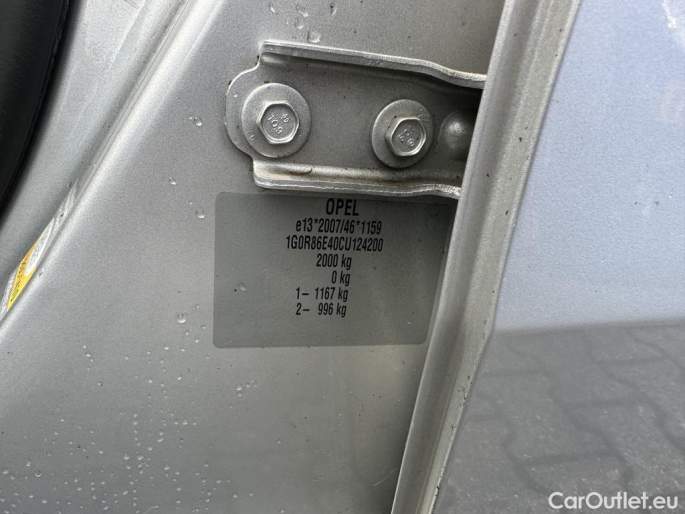 OPEL
e13*2007/46*1159
1G0R86E40CU124200
2000 kg
0 kg
1– 1167 kg
2– 996 kg
CarOutlet.eu